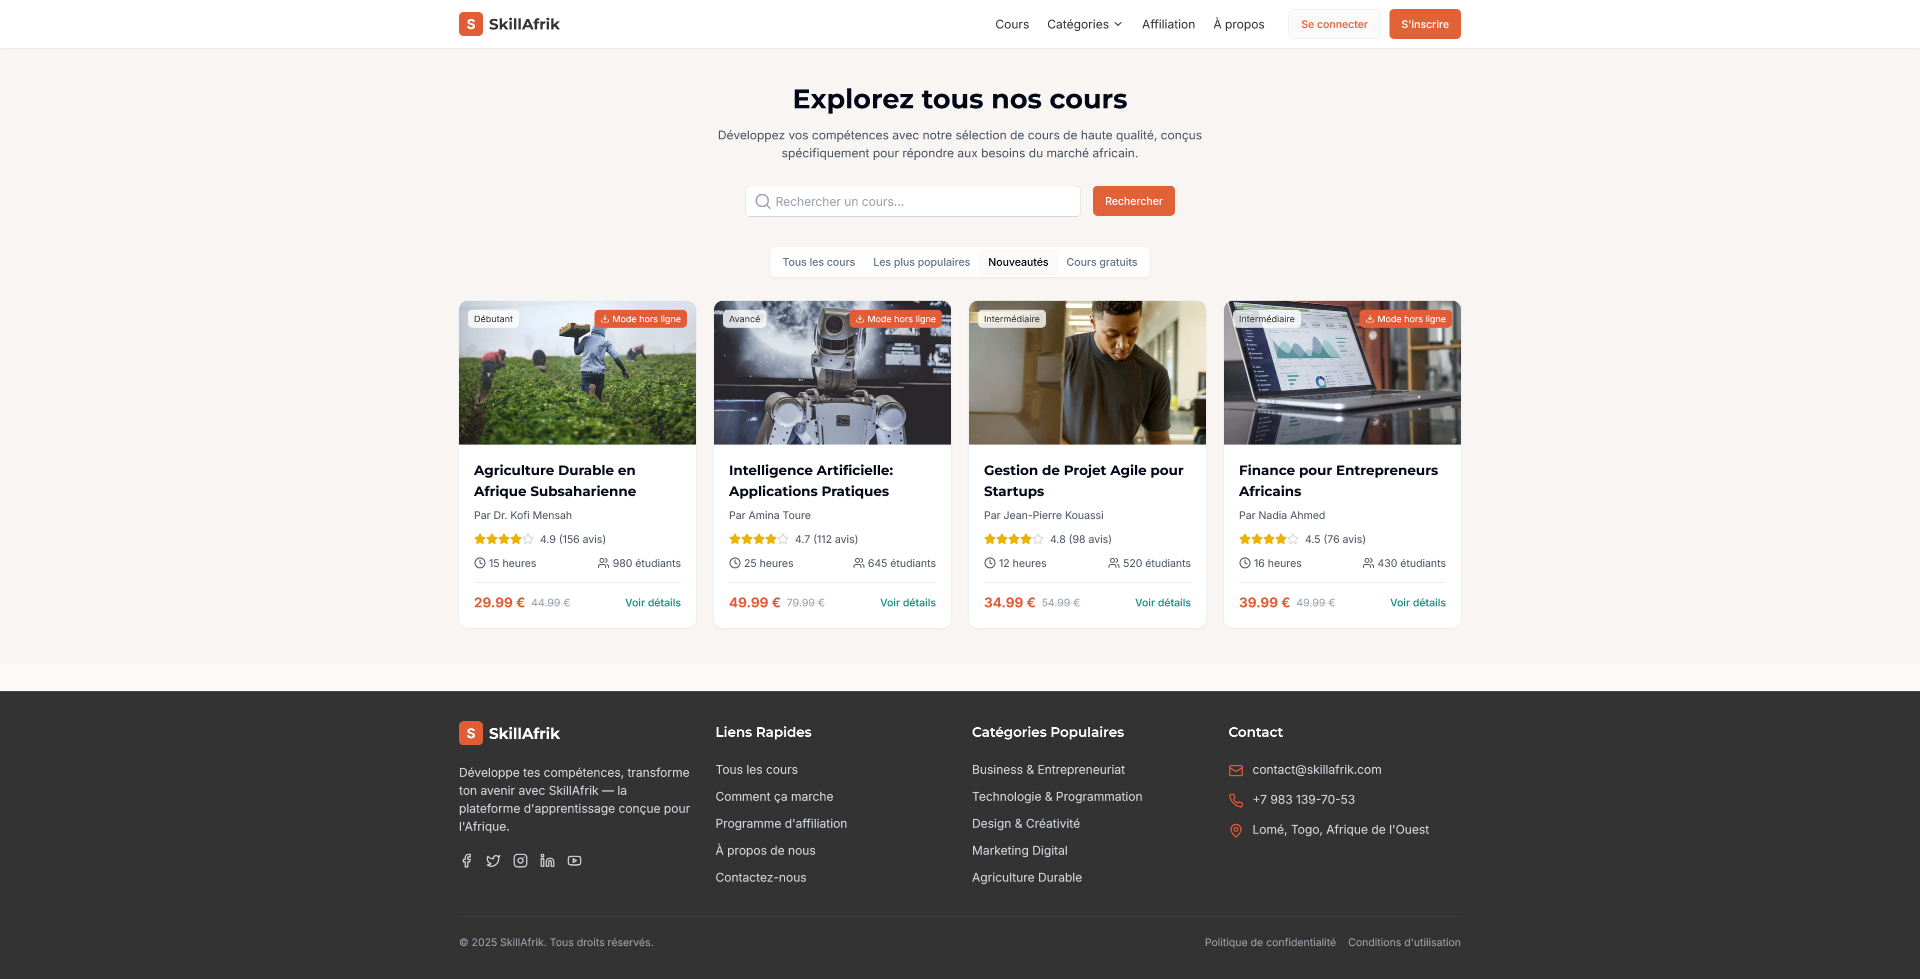 S SkillAfrik
Cours Catégories Affiliation À propos Se connecter S'inscrire
Explorez tous nos cours
Développez vos compétences avec notre sélection de cours de haute qualité, conçus
spécifiquement pour répondre aux besoins du marché africain.
Rechercher un cours... Rechercher
Tous les cours Les plus populaires Nouveautés Cours gratuits
Débutant Mode hors ligne
Agriculture Durable en
Afrique Subsaharienne
Par Dr. Kofi Mensah
4.9 (156 avis)
15 heures 980 étudiants
29.99 € 44.99 € Voir détails
Avancé Mode hors ligne
Intelligence Artificielle:
Applications Pratiques
Par Amina Toure
4.7 (112 avis)
25 heures 645 étudiants
49.99 € 79.99 € Voir détails
Intermédiaire
Gestion de Projet Agile pour
Startups
Par Jean-Pierre Kouassi
4.8 (98 avis)
12 heures 520 étudiants
34.99 € 54.99 € Voir détails
Intermédiaire Mode hors ligne
Finance pour Entrepreneurs
Africains
Par Nadia Ahmed
4.5 (76 avis)
16 heures 430 étudiants
39.99 € 49.99 € Voir détails
S SkillAfrik
Développe tes compétences, transforme
ton avenir avec SkillAfrik — la
plateforme d'apprentissage conçue pour
l'Afrique.
Liens Rapides
Tous les cours
Comment ça marche
Programme d'affiliation
À propos de nous
Contactez-nous
Catégories Populaires
Business & Entrepreneuriat
Technologie & Programmation
Design & Créativité
Marketing Digital
Agriculture Durable
Contact
contact@skillafrik.com
+7 983 139-70-53
Lomé, Togo, Afrique de l'Ouest
© 2025 SkillAfrik. Tous droits réservés.
Politique de confidentialité Conditions d'utilisation